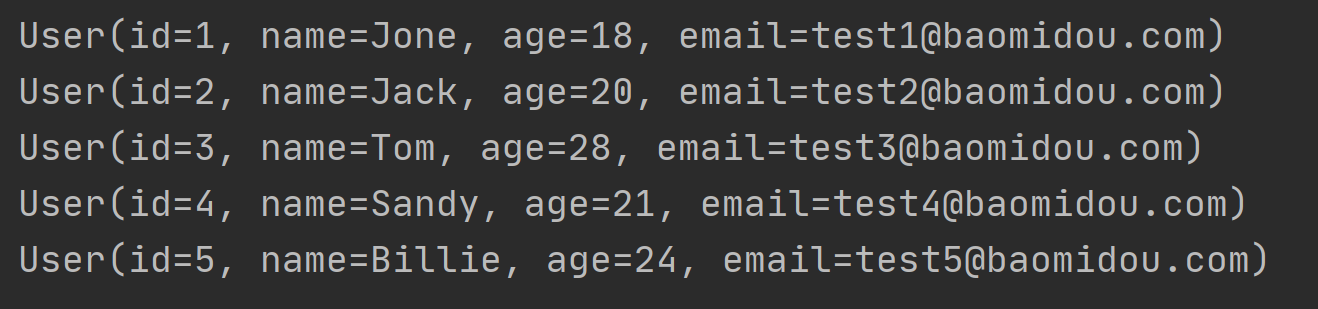 User(id=1, name=Jone, age=18, email=test1@baomidou.com)
User(id=2, name=Jack, age=20, email=test2@baomidou.com)
User(id=3, name=Tom, age=28, email=test3@baomidou.com)
User(id=4, name=Sandy, age=21, email=test4@baomidou.com)
User(id=5, name=Billie, age=24, email=test5@baomidou.com)